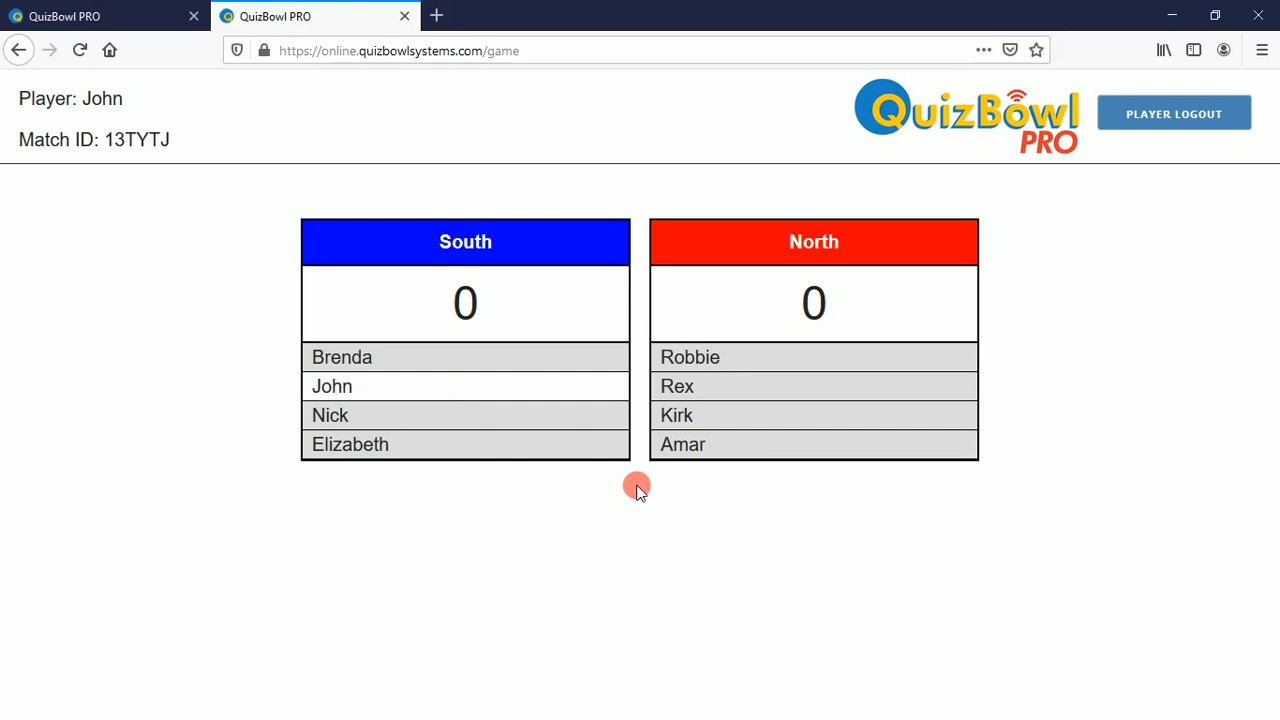 QuizBowl PRO
QuizBowl PRO
https://online.quizbowlsystems.com/game
Player: John
Match ID: 13TYTJ
QuizBowl
PRO
PLAYER LOGOUT
South
0
Brenda
John
Nick
Elizabeth
North
0
Robbie
Rex
Kirk
Amar